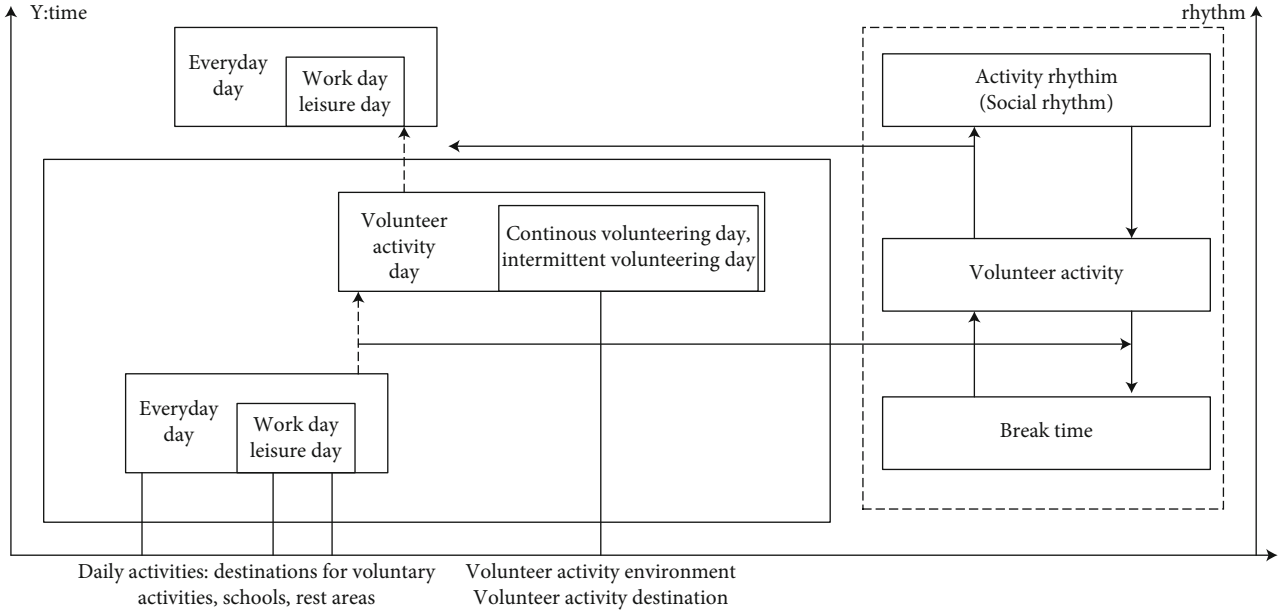 Y:time
rhythm
Everyday
day
Work day
leisure day
Activity rhythim
(Social rhythm)
Volunteer
activity
day
Continous volunteering day,
intermittent volunteering day
Volunteer activity
Everyday
day
Work day
leisure day
Break time
Daily activities: destinations for voluntary
activities, schools, rest areas
Volunteer activity environment
Volunteer activity destination